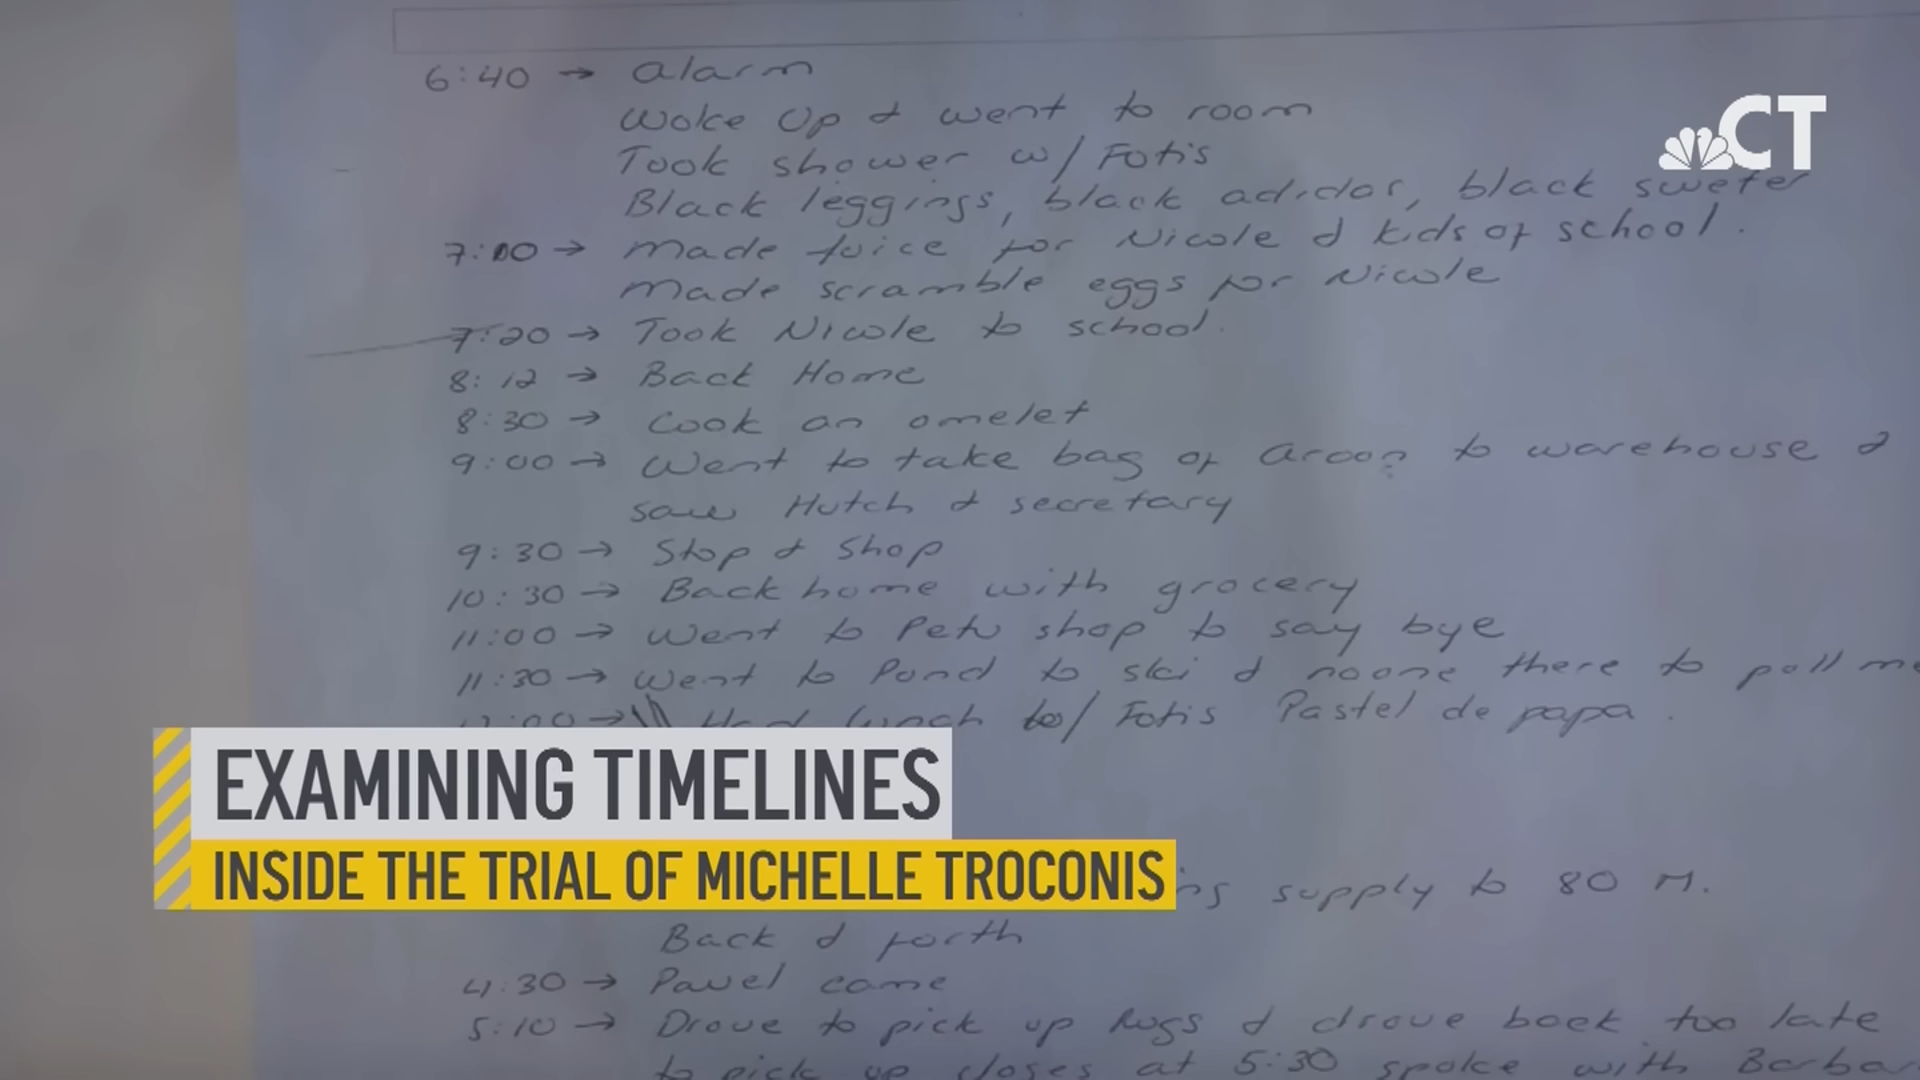 6:40 → alarm
CT
Woke Up & went to room
Took shower w/ Fotis
Black leggings, black adidas, black sweter
7:00 → Made juice for Nicole & kids of school.
Made scramble eggs for Nicole
7:20 → Took Nicole to school.
8:12 → Back Home
8:30 → Cook an omelet
9:00 → Went to take bag of to warehouse &
saw Hutch & secretary
9:30 → Stop & Shop
10:30 → Back home with grocery
11:00 → Went to Petu shop to say bye
11:30 → Went to Pond to ski & noone there to pull me
Had lunch w/ Fotis Pastel de papa.
EXAMINING TIMELINES
INSIDE THE TRIAL OF MICHELLE TROCONIS
supply to 80 M.
Back & forth
4:30 → Pawel came
5:10 → Drove to pick up Rugs & drove back too late
to pick up closes at 5:30 spoke with